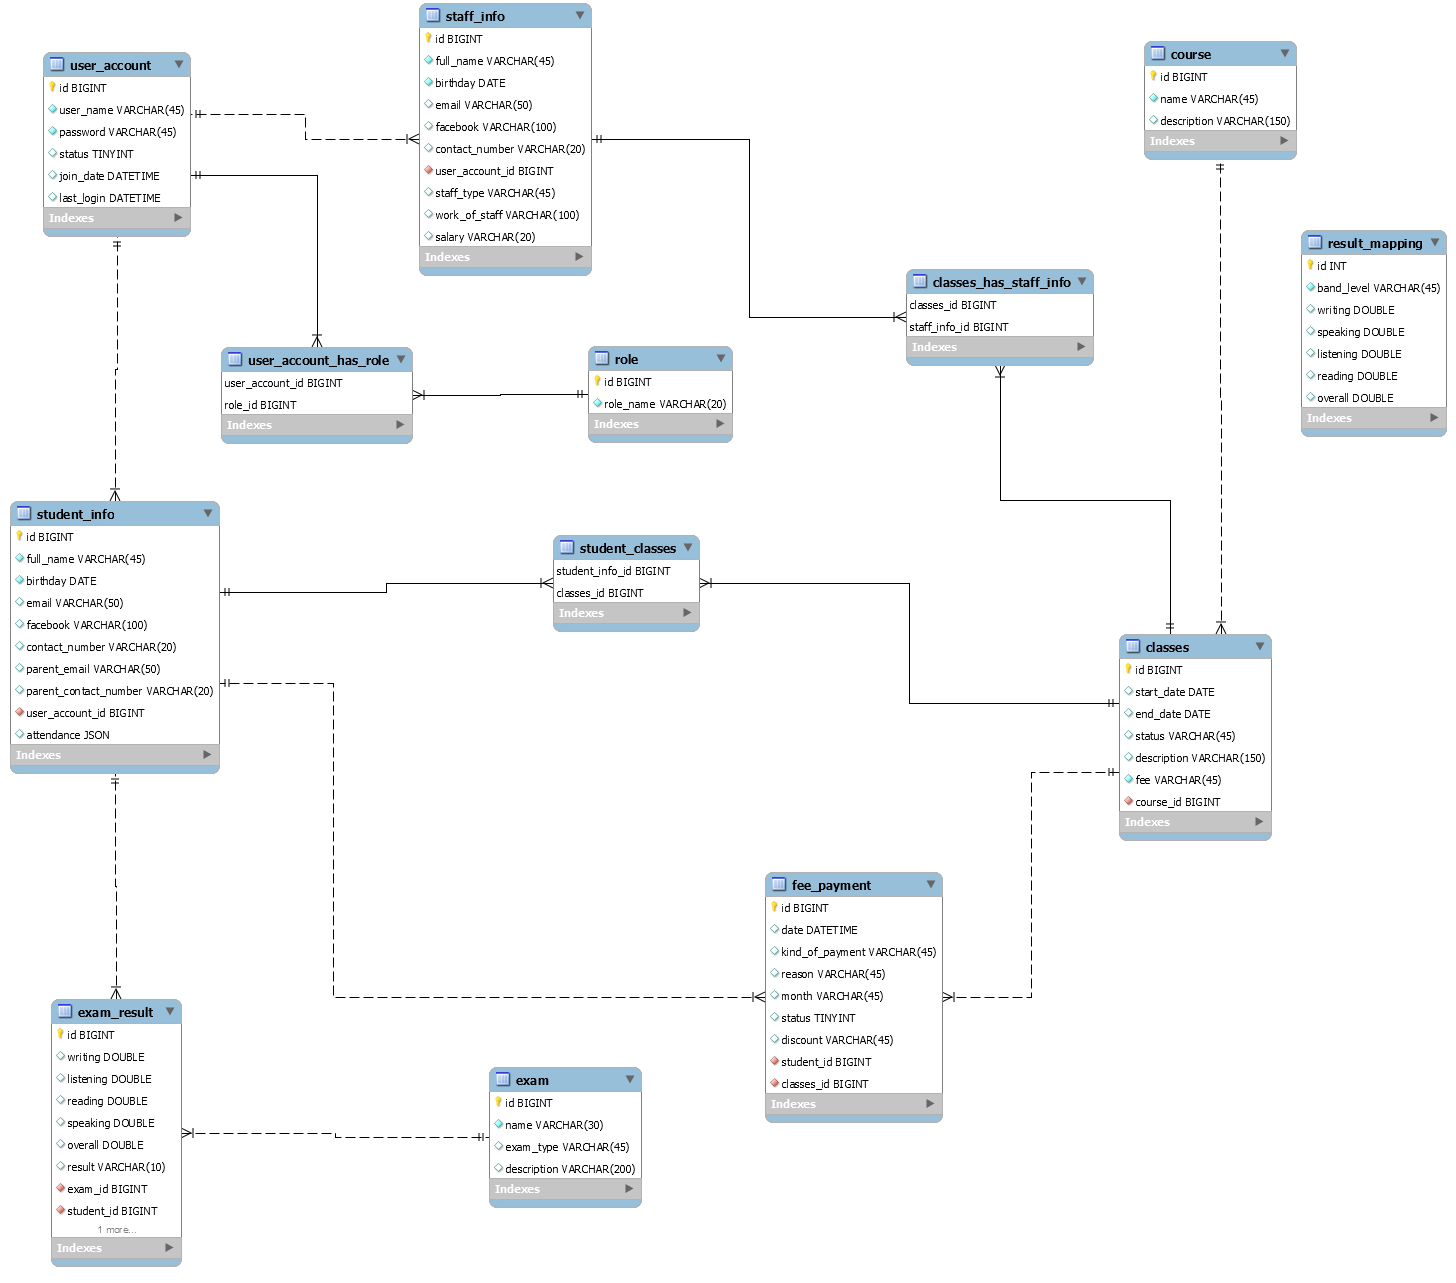 staff_info
id BIGINT
full_name VARCHAR(45)
birthday DATE
email VARCHAR(50)
facebook VARCHAR(100)
contact_number VARCHAR(20)
user_account_id BIGINT
staff_type VARCHAR(45)
work_of_staff VARCHAR(100)
salary VARCHAR(20)
Indexes
user_account
id BIGINT
user_name VARCHAR(45)
password VARCHAR(45)
status TINYINT
join_date DATETIME
last_login DATETIME
Indexes
course
id BIGINT
name VARCHAR(45)
description VARCHAR(150)
Indexes
result_mapping
id INT
band_level VARCHAR(45)
writing DOUBLE
speaking DOUBLE
listening DOUBLE
reading DOUBLE
overall DOUBLE
Indexes
classes_has_staff_info
classes_id BIGINT
staff_info_id BIGINT
Indexes
user_account_has_role
user_account_id BIGINT
role_id BIGINT
Indexes
role
id BIGINT
role_name VARCHAR(20)
Indexes
student_info
id BIGINT
full_name VARCHAR(45)
birthday DATE
email VARCHAR(50)
facebook VARCHAR(100)
contact_number VARCHAR(20)
parent_email VARCHAR(50)
parent_contact_number VARCHAR(20)
user_account_id BIGINT
attendance JSON
Indexes
student_classes
student_info_id BIGINT
classes_id BIGINT
Indexes
classes
id BIGINT
start_date DATE
end_date DATE
status VARCHAR(45)
description VARCHAR(150)
fee VARCHAR(45)
course_id BIGINT
Indexes
fee_payment
id BIGINT
date DATETIME
kind_of_payment VARCHAR(45)
reason VARCHAR(45)
month VARCHAR(45)
status TINYINT
discount VARCHAR(45)
student_id BIGINT
classes_id BIGINT
Indexes
exam_result
id BIGINT
writing DOUBLE
listening DOUBLE
reading DOUBLE
speaking DOUBLE
overall DOUBLE
result VARCHAR(10)
exam_id BIGINT
student_id BIGINT
1 more...
Indexes
exam
id BIGINT
name VARCHAR(30)
exam_type VARCHAR(45)
description VARCHAR(200)
Indexes